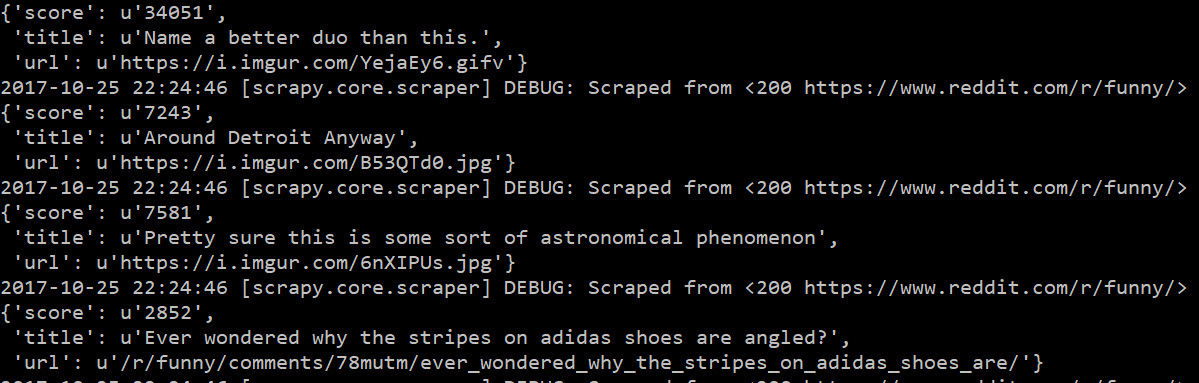 {'score': u'34051',
 'title': u'Name a better duo than this.',
 'url': u'https://i.imgur.com/YejaEy6.gifv'}
2017-10-25 22:24:46 [scrapy.core.scraper] DEBUG: Scraped from <200 https://www.reddit.com/r/funny/>
{'score': u'7243',
 'title': u'Around Detroit Anyway',
 'url': u'https://i.imgur.com/B53QTd0.jpg'}
2017-10-25 22:24:46 [scrapy.core.scraper] DEBUG: Scraped from <200 https://www.reddit.com/r/funny/>
{'score': u'7581',
 'title': u'Pretty sure this is some sort of astronomical phenomenon',
 'url': u'https://i.imgur.com/6nXIPUs.jpg'}
2017-10-25 22:24:46 [scrapy.core.scraper] DEBUG: Scraped from <200 https://www.reddit.com/r/funny/>
{'score': u'2852',
 'title': u'Ever wondered why the stripes on adidas shoes are angled?',
 'url': u'/r/funny/comments/78mutm/ever_wondered_why_the_stripes_on_adidas_shoes_are/'}